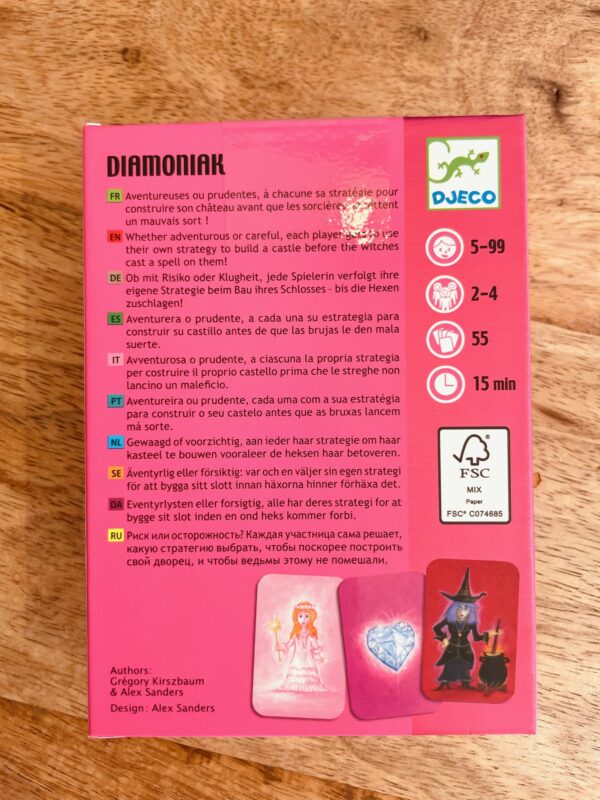 DIAMONIAK
FR Aventureuses ou prudentes, à chacune sa stratégie pour
construire son château avant que les sorcières jettent
un mauvais sort !
EN Whether adventurous or careful, each player gets to use
their own strategy to build a castle before the witches
cast a spell on them!
DE Ob mit Risiko oder Klugheit, jede Spielerin verfolgt ihre
eigene Strategie beim Bau ihres Schlosses - bis die Hexen
zuschlagen!
ES Aventurera o prudente, a cada una su estrategia para
construir su castillo antes de que las brujas le den mala
suerte.
IT Avventurosa o prudente, a ciascuna la propria strategia
per costruire il proprio castello prima che le streghe non
lancino un maleficio.
PT Aventureira ou prudente, cada uma com a sua estratégia
para construir o seu castelo antes que as bruxas lancem
má sorte.
NL Gewaagd of voorzichtig, aan ieder haar strategie om haar
kasteel te bouwen vooraleer de heksen haar betoveren.
SE Äventyrlig eller försiktig: var och en väljer sin egen strategi
för att bygga sitt slott innan häxorna hinner förhäxa det.
DA Eventyrlysten eller forsigtig, alle har deres strategi for at
bygge sit slot inden en ond heks kommer forbi.
RU Риск или осторожность? Каждая участница сама решает,
какую стратегию выбрать, чтобы поскорее построить
свой дворец, и чтобы ведьмы этому не помешали.
Authors:
Grégory Kirszbaum
& Alex Sanders
Design : Alex Sanders
DJECO
5-99
2-4
55
15 min
FSC
MIX
Paper
FSC® C074685